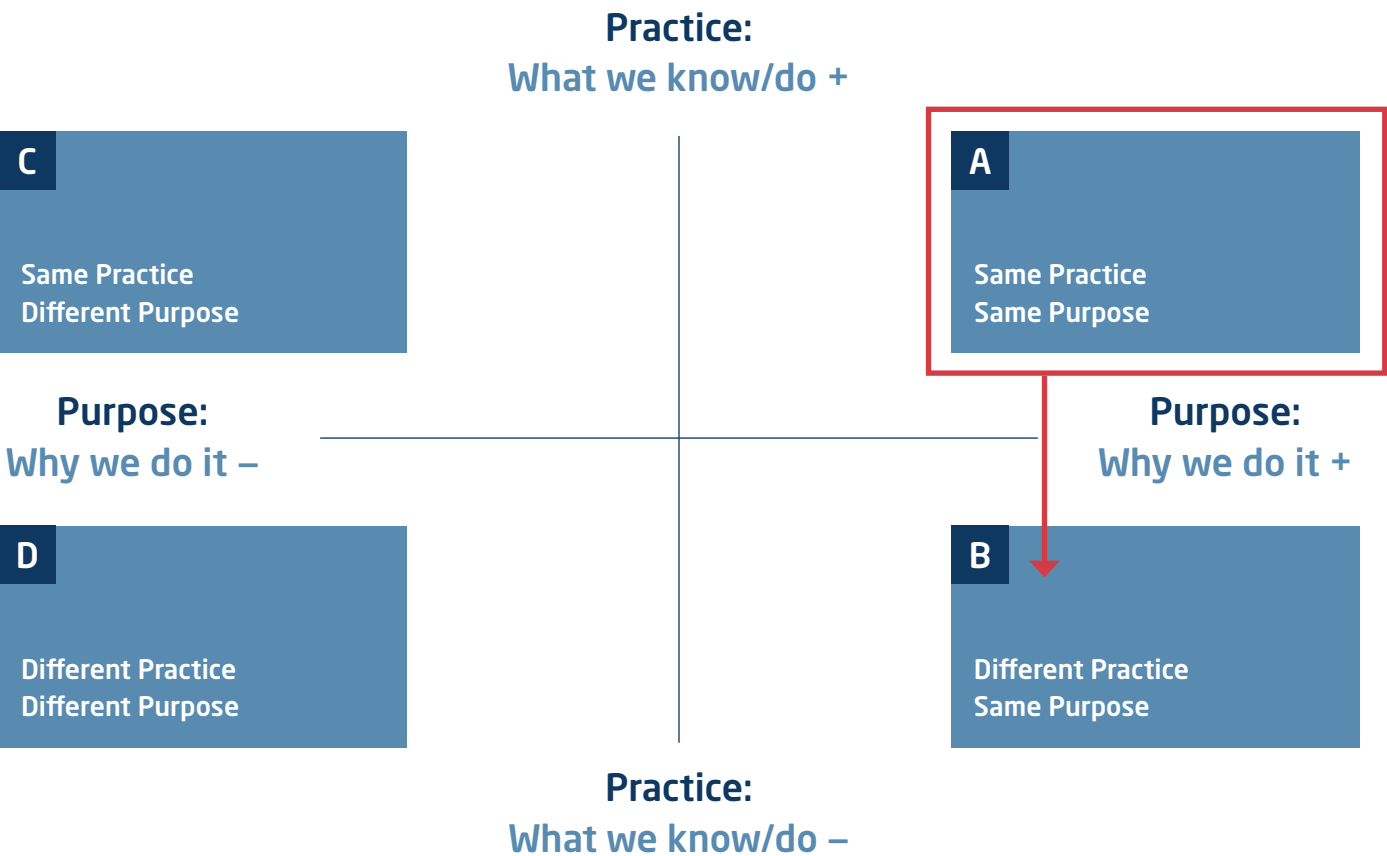 Practice:
What we know/do +
C
Same Practice
Different Purpose
A
Same Practice
Same Purpose
Purpose:
Why we do it –
Purpose:
Why we do it +
D
Different Practice
Different Purpose
B
Different Practice
Same Purpose
Practice:
What we know/do –